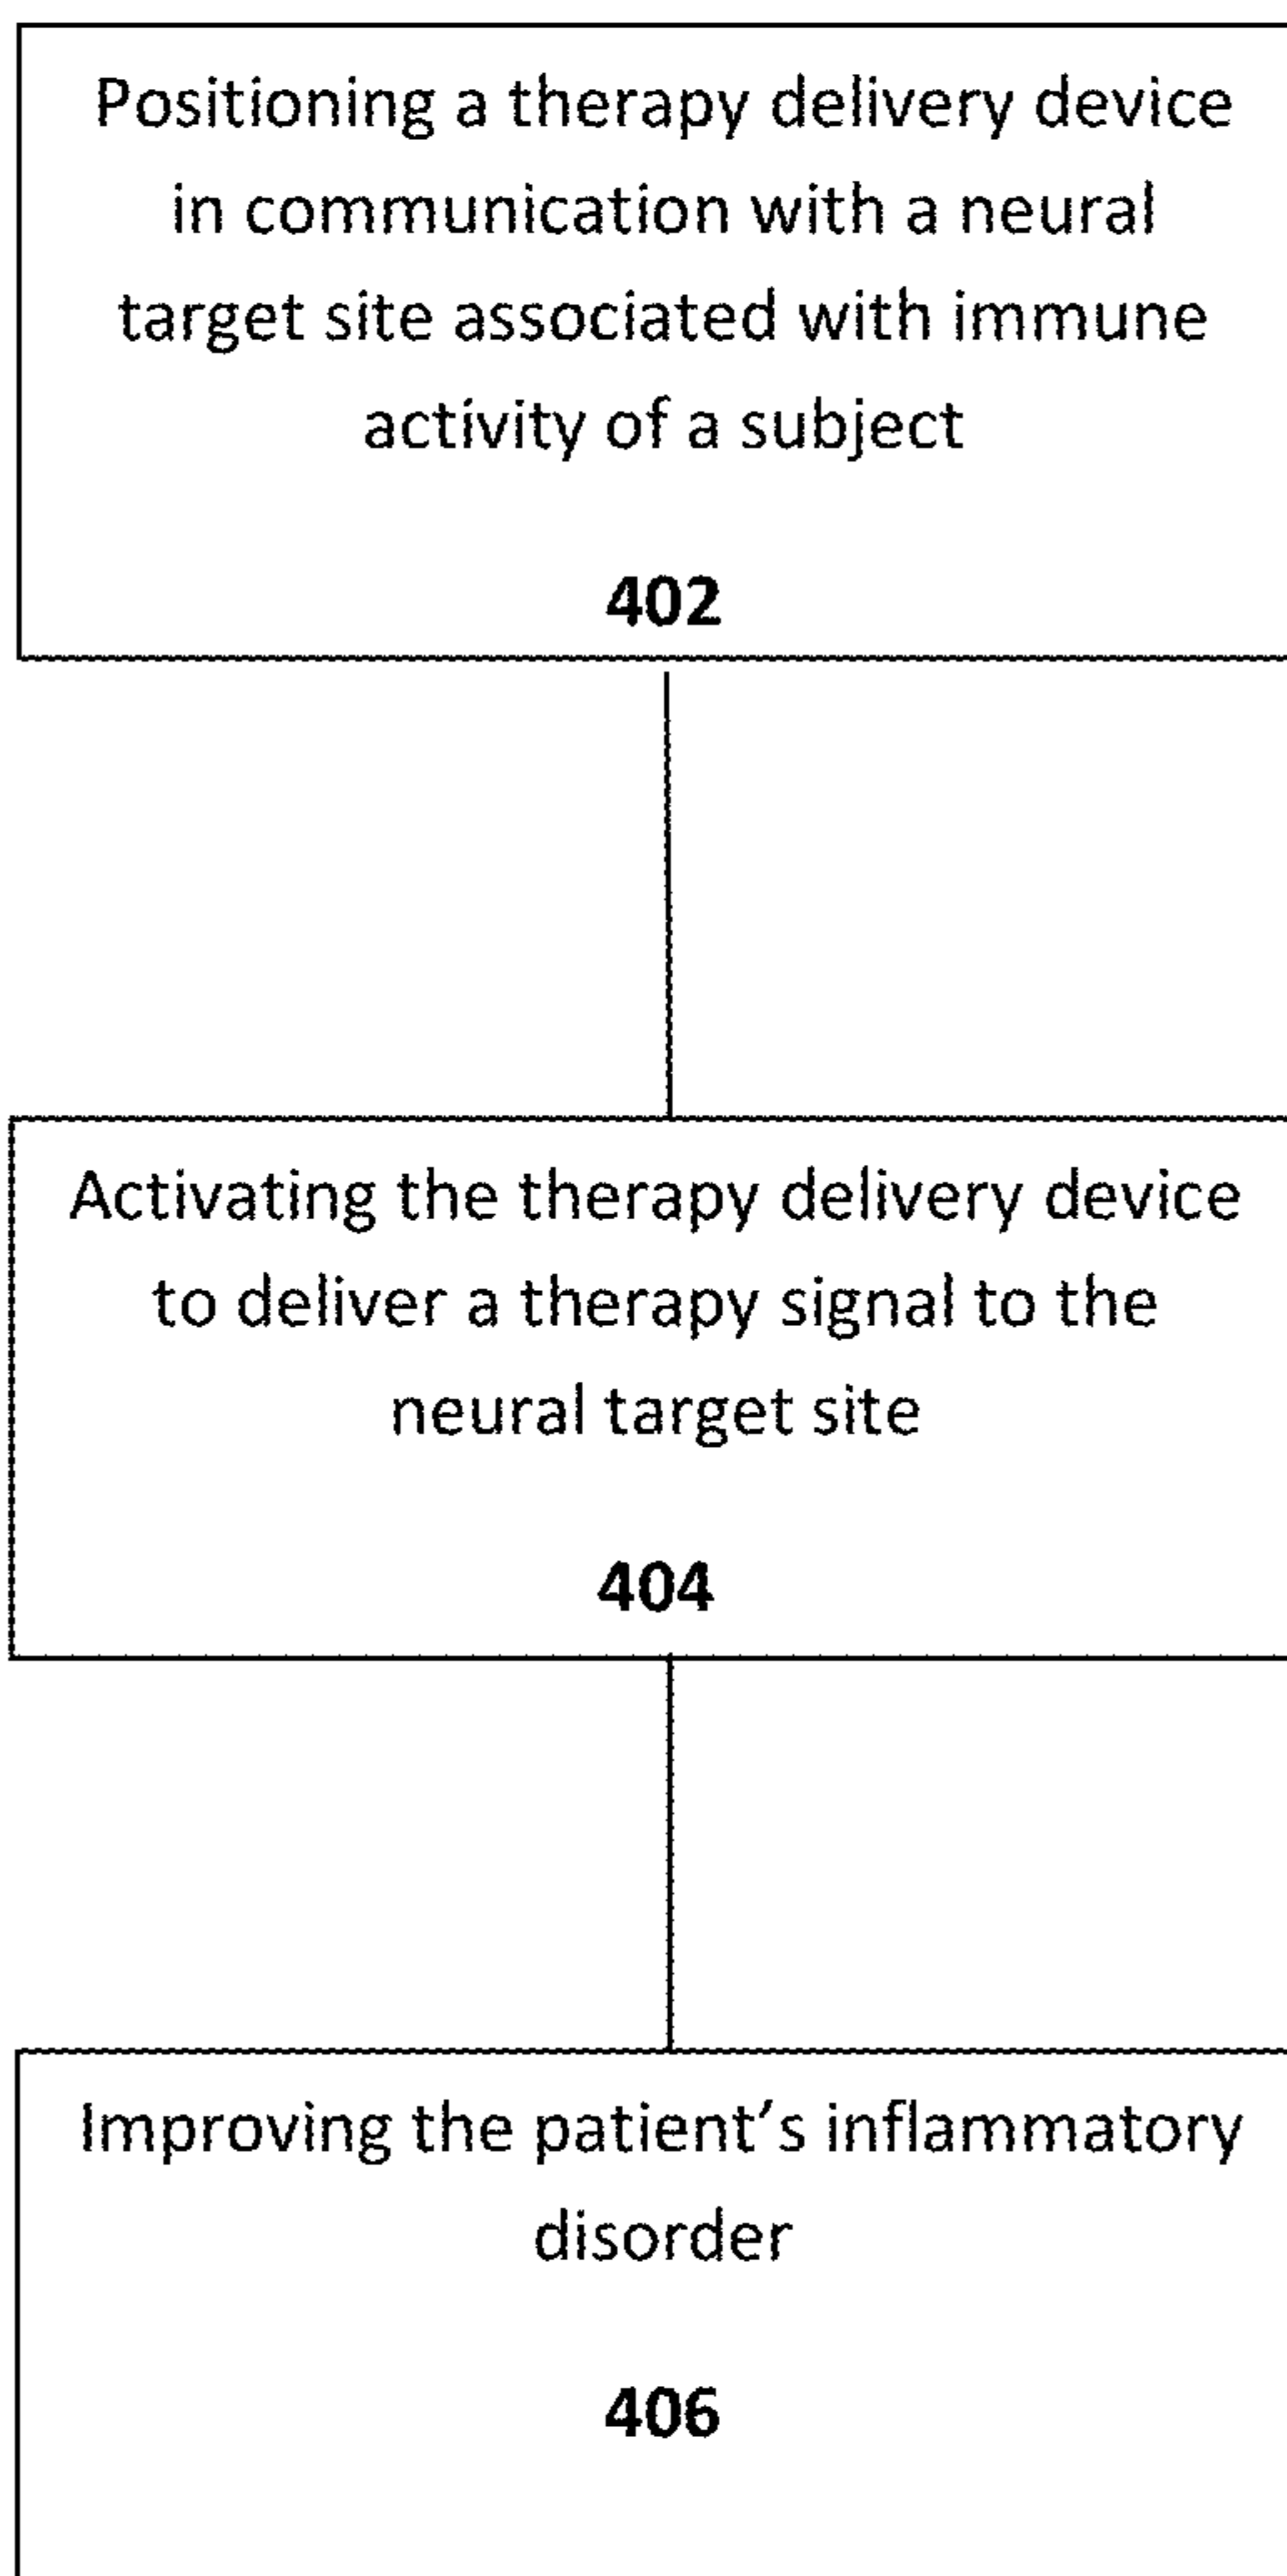 Positioning a therapy delivery device
in communication with a neural
target site associated with immune
activity of a subject
402
Activating the therapy delivery device
to deliver a therapy signal to the
neural target site
404
Improving the patient's inflammatory
disorder
406